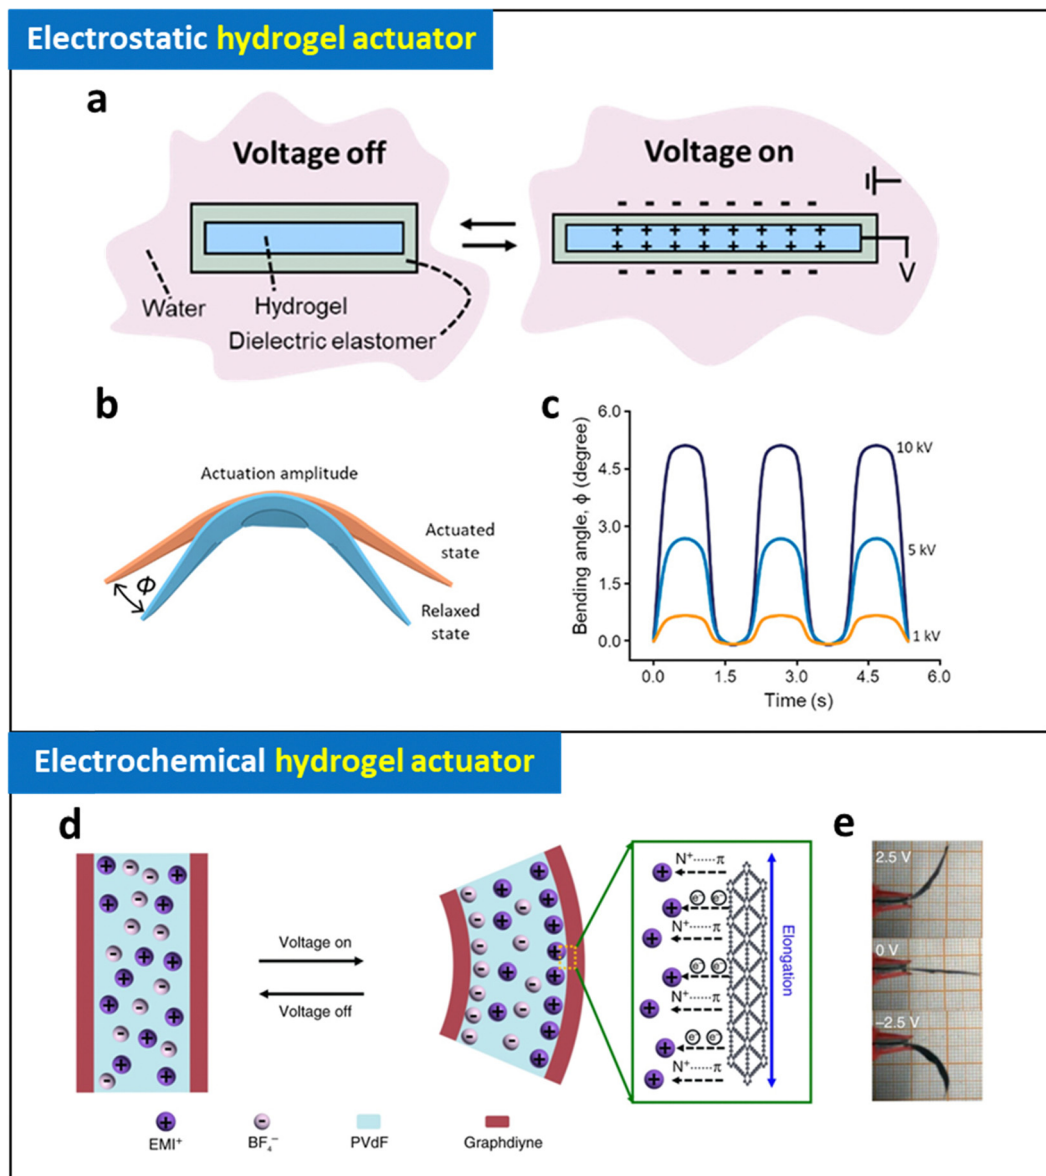 Electrostatic hydrogel actuator
a
Voltage off
Voltage on
- - - - - - - -
+ + + + + + + +
+ + + + + + + +
- - - - - - - -
V
Water
Hydrogel
Dielectric elastomer
b
Actuation amplitude
Actuated
state
ϕ
Relaxed
state
c
Bending angle, ϕ (degree)
6.0
4.5
3.0
1.5
0.0
10 kV
5 kV
1 kV
0.0 1.5 3.0 4.5 6.0
Time (s)
Electrochemical hydrogel actuator
d
Voltage on
Voltage off
N⁺······π
e⁻ e⁻
N⁺······π
e⁻ e⁻
N⁺······π
e⁻ e⁻
N⁺······π
Elongation
EMI⁺
BF₄⁻
PVdF
Graphdiyne
e
2.5 V
0 V
−2.5 V